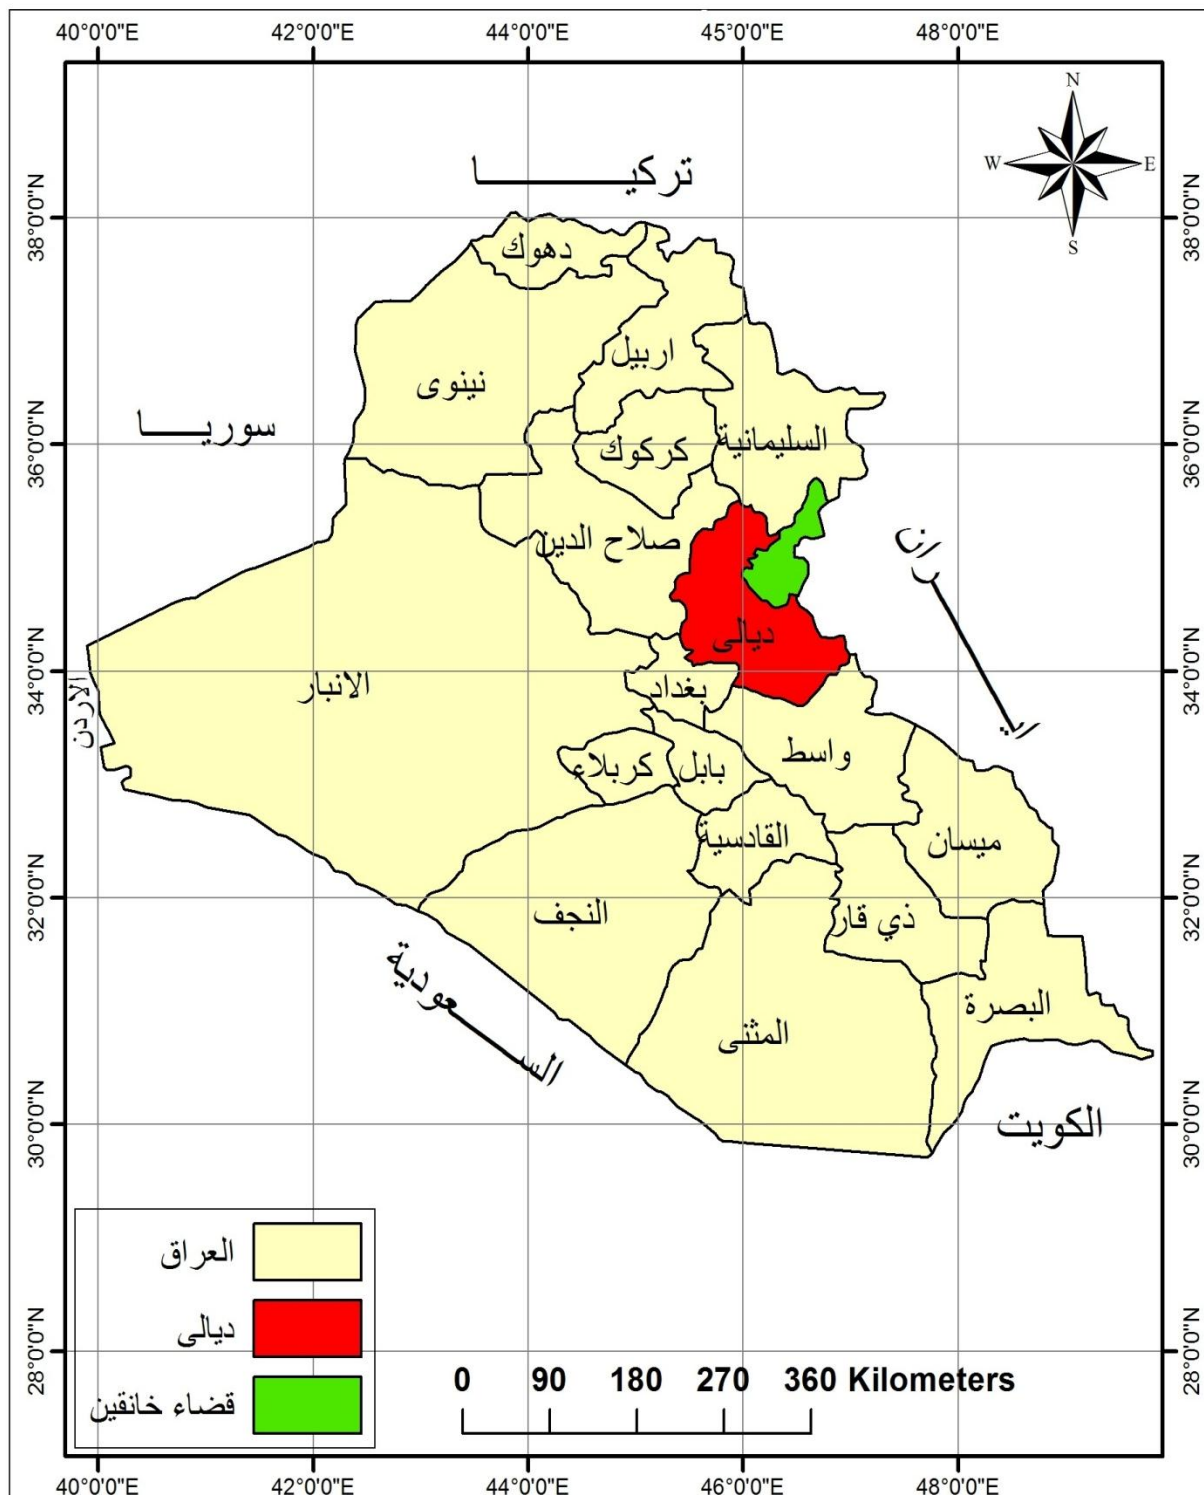 40°0'0"E 42°0'0"E 44°0'0"E 45°0'0"E 48°0'0"E
N
W E
S
38°0'0"N 38°0'0"N
36°0'0"N 36°0'0"N
34°0'0"N 34°0'0"N
32°0'0"N 32°0'0"N
30°0'0"N 30°0'0"N
28°0'0"N 28°0'0"N
تركيـــــــــا
دهوك
اربيل
نينوى
سوريــــا
السليمانية
كركوك
صلاح الدين
ايـــــــران
ديالى
الانبار
الاردن
بغداد
واسط
بابل
كربلاء
القادسية
ميسان
النجف
ذي قار
الســـــعودية
البصرة
المثنى
الكويت
العراق
ديالى
قضاء خانقين
0 90 180 270 360 Kilometers
40°0'0"E 42°0'0"E 44°0'0"E 46°0'0"E 48°0'0"E